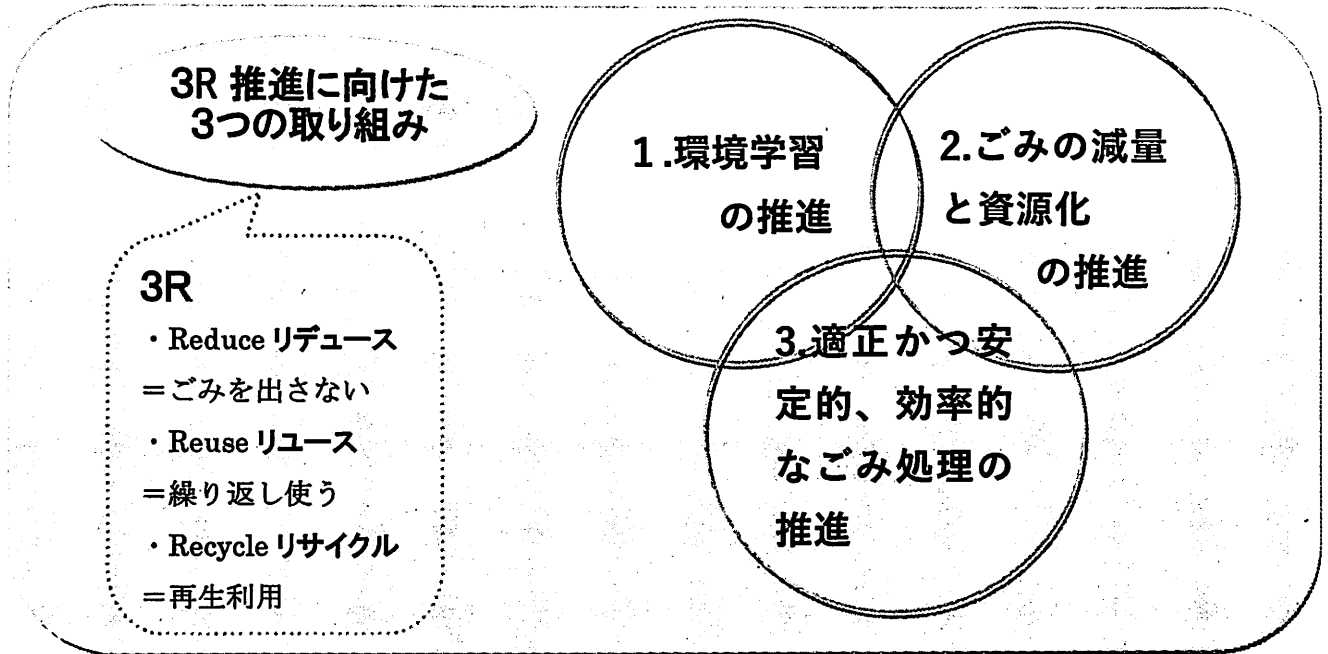 3R 推進に向けた
3つの取り組み
3R
・Reduce リデュース
＝ごみを出さない
・Reuse リユース
＝繰り返し使う
・Recycle リサイクル
＝再生利用
1.環境学習
の推進
2.ごみの減量
と資源化
の推進
3.適正かつ安
定的、効率的
なごみ処理の
推進